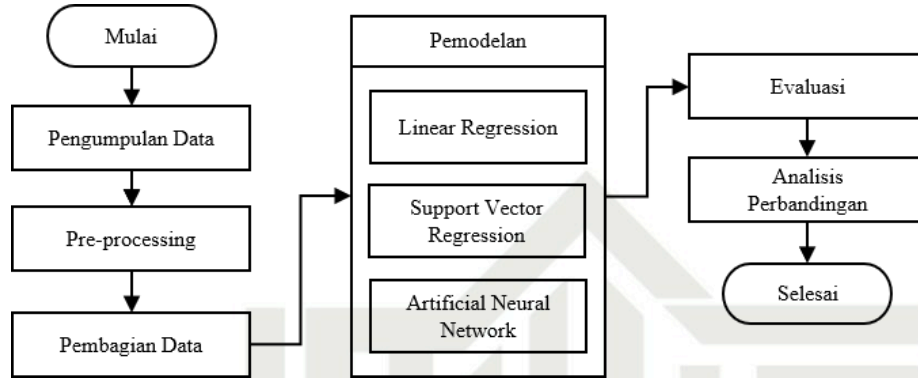 Mulai
Pengumpulan Data
Pre-processing
Pembagian Data
Pemodelan
Linear Regression
Support Vector
Regression
Artificial Neural
Network
Evaluasi
Analisis
Perbandingan
Selesai